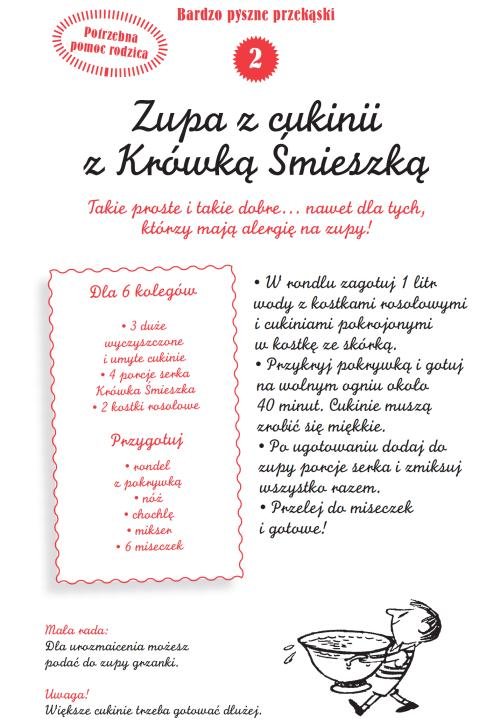 Bardzo pyszne przekąski
Potrzebna
pomoc rodzica
2
Zupa z cukinii
z Krówką Śmieszką
Takie proste i takie dobre... nawet dla tych,
którzy mają alergię na zupy!
Dla 6 kolegów
• 3 duże
wyczyszczone
i umyte cukinie
• 4 porcje serka
Krówka Śmieszka
• 2 kostki rosołowe
Przygotuj
• rondel
z pokrywką
• nóż
• chochlę
• mikser
• 6 miseczek
• W rondlu zagotuj 1 litr
wody z kostkami rosołowymi
i cukiniami pokrojonymi
w kostkę ze skórką.
• Przykryj pokrywką i gotuj
na wolnym ogniu około
40 minut. Cukinie muszą
zrobić się miękkie.
• Po ugotowaniu dodaj do
zupy porcje serka i zmiksuj
wszystko razem.
• Przelej do miseczek
i gotowe!
Mała rada:
Dla urozmaicenia możesz
podać do zupy grzanki.
Uwaga!
Większe cukinie trzeba gotować dłużej.